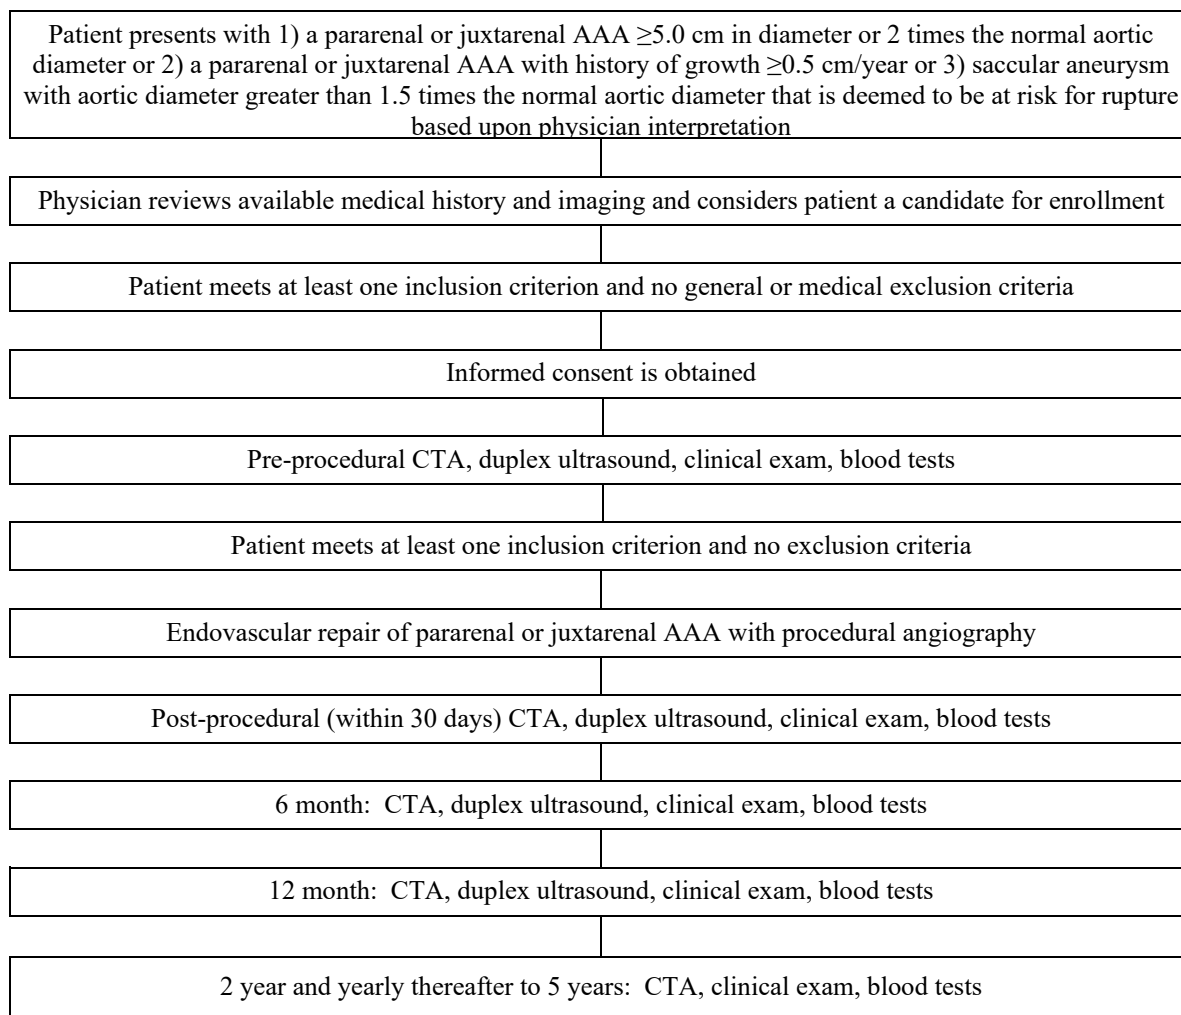 Patient presents with 1) a pararenal or juxtarenal AAA ≥5.0 cm in diameter or 2 times the normal aortic
diameter or 2) a pararenal or juxtarenal AAA with history of growth ≥0.5 cm/year or 3) saccular aneurysm
with aortic diameter greater than 1.5 times the normal aortic diameter that is deemed to be at risk for rupture
based upon physician interpretation
Physician reviews available medical history and imaging and considers patient a candidate for enrollment
Patient meets at least one inclusion criterion and no general or medical exclusion criteria
Informed consent is obtained
Pre-procedural CTA, duplex ultrasound, clinical exam, blood tests
Patient meets at least one inclusion criterion and no exclusion criteria
Endovascular repair of pararenal or juxtarenal AAA with procedural angiography
Post-procedural (within 30 days) CTA, duplex ultrasound, clinical exam, blood tests
6 month:  CTA, duplex ultrasound, clinical exam, blood tests
12 month:  CTA, duplex ultrasound, clinical exam, blood tests
2 year and yearly thereafter to 5 years:  CTA, clinical exam, blood tests